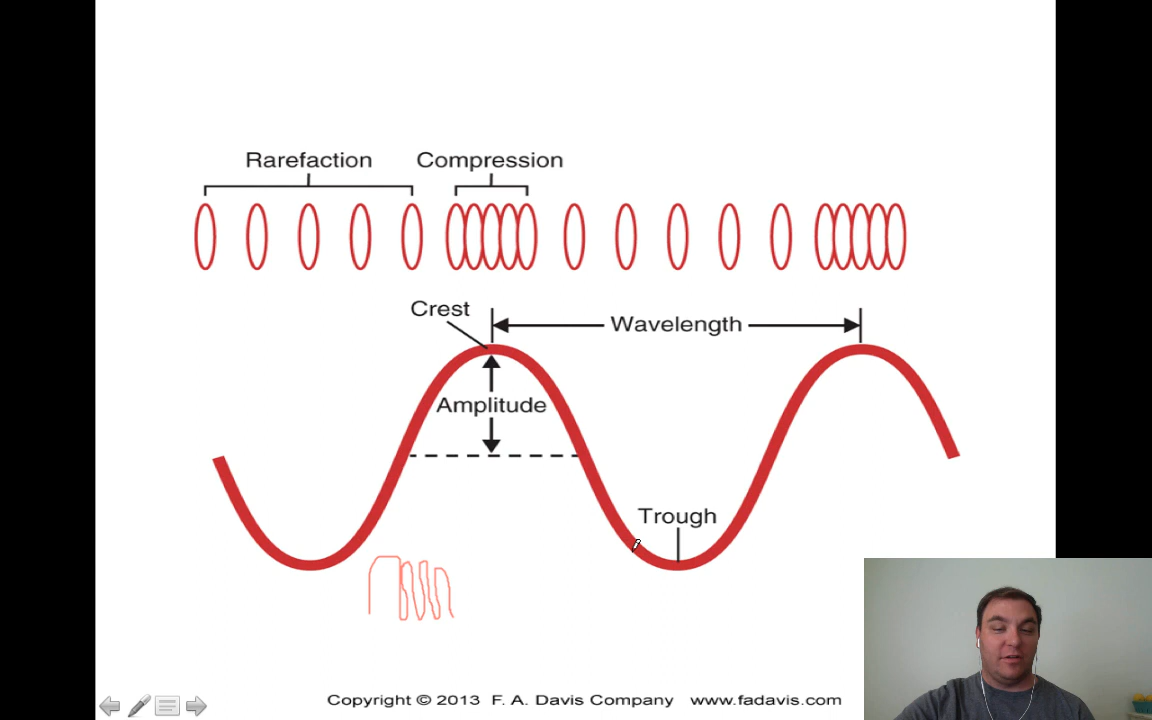 Rarefaction
Compression
Crest
Wavelength
Amplitude
Trough
Copyright © 2013 F. A. Davis Company www.fadavis.com